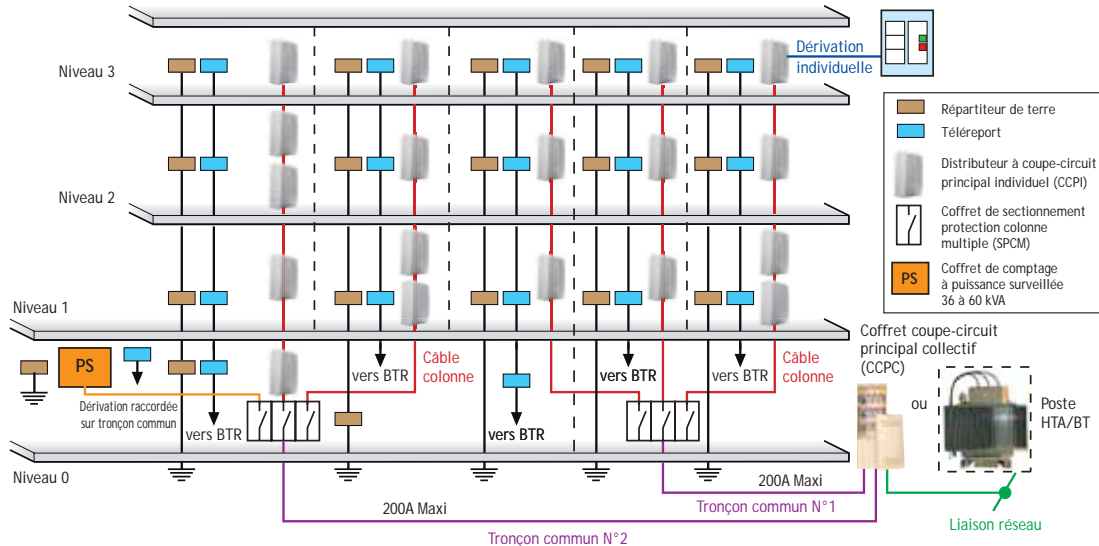 Niveau 3
Dérivation
individuelle
Répartiteur de terre
Téléreport
Distributeur à coupe-circuit
principal individuel (CCPI)
Coffret de sectionnement
protection colonne
multiple (SPCM)
PS
Coffret de comptage
à puissance surveillée
36 à 60 kVA
Niveau 2
Niveau 1
PS
Dérivation raccordée
sur tronçon commun
vers BTR
vers BTR
Câble
colonne
vers BTR
vers BTR
vers BTR
Câble
colonne
Coffret coupe-circuit
principal collectif
(CCPC)
ou
Poste
HTA/BT
Niveau 0
200A Maxi
200A Maxi
Tronçon commun N°1
Tronçon commun N°2
Liaison réseau